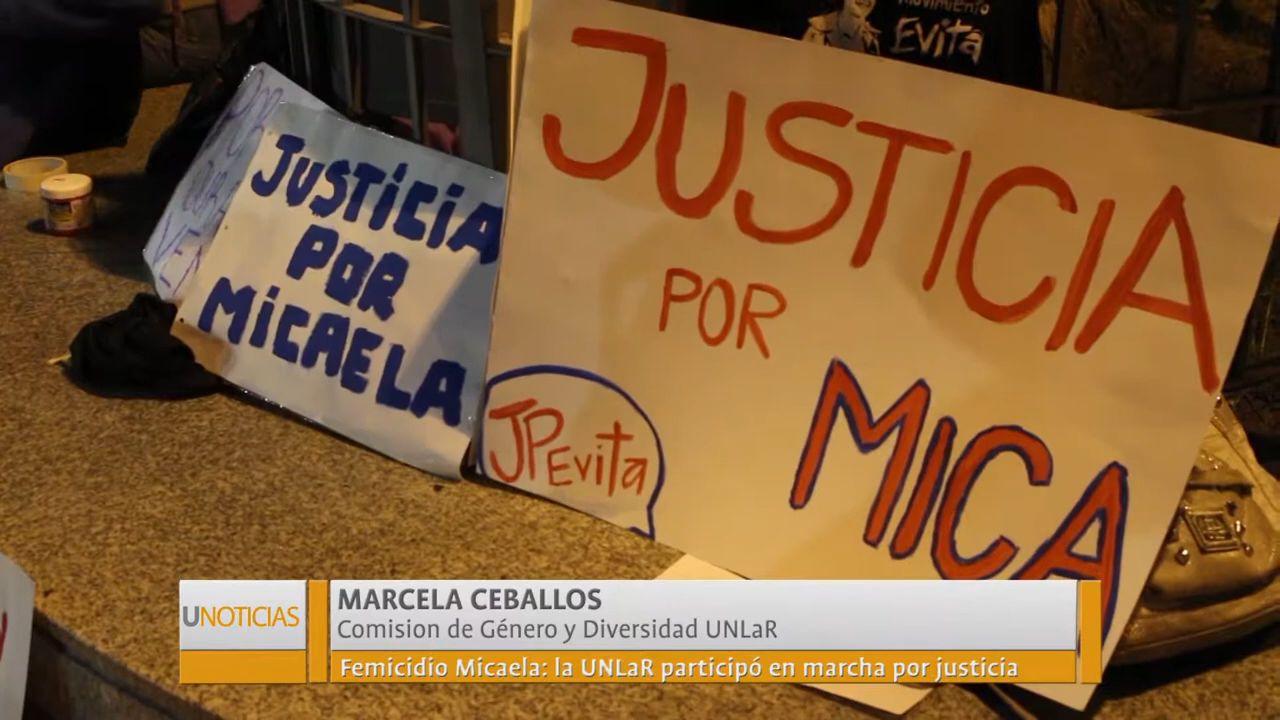 Movimiento
Evita
JUSTICIA
POR
MICA
JPEvita
JUSTICIA
POR
MICAELA
POR
UNOTICIAS
MARCELA CEBALLOS
Comision de Género y Diversidad UNLaR
Femicidio Micaela: la UNLaR participó en marcha por justicia